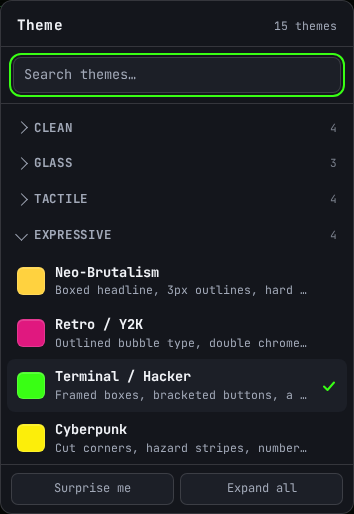 Theme
15 themes
Search themes…
CLEAN
4
GLASS
3
TACTILE
4
EXPRESSIVE
4
Neo-Brutalism
Boxed headline, 3px outlines, hard …
Retro / Y2K
Outlined bubble type, double chrome…
Terminal / Hacker
Framed boxes, bracketed buttons, a …
Cyberpunk
Cut corners, hazard stripes, number…
Surprise me
Expand all